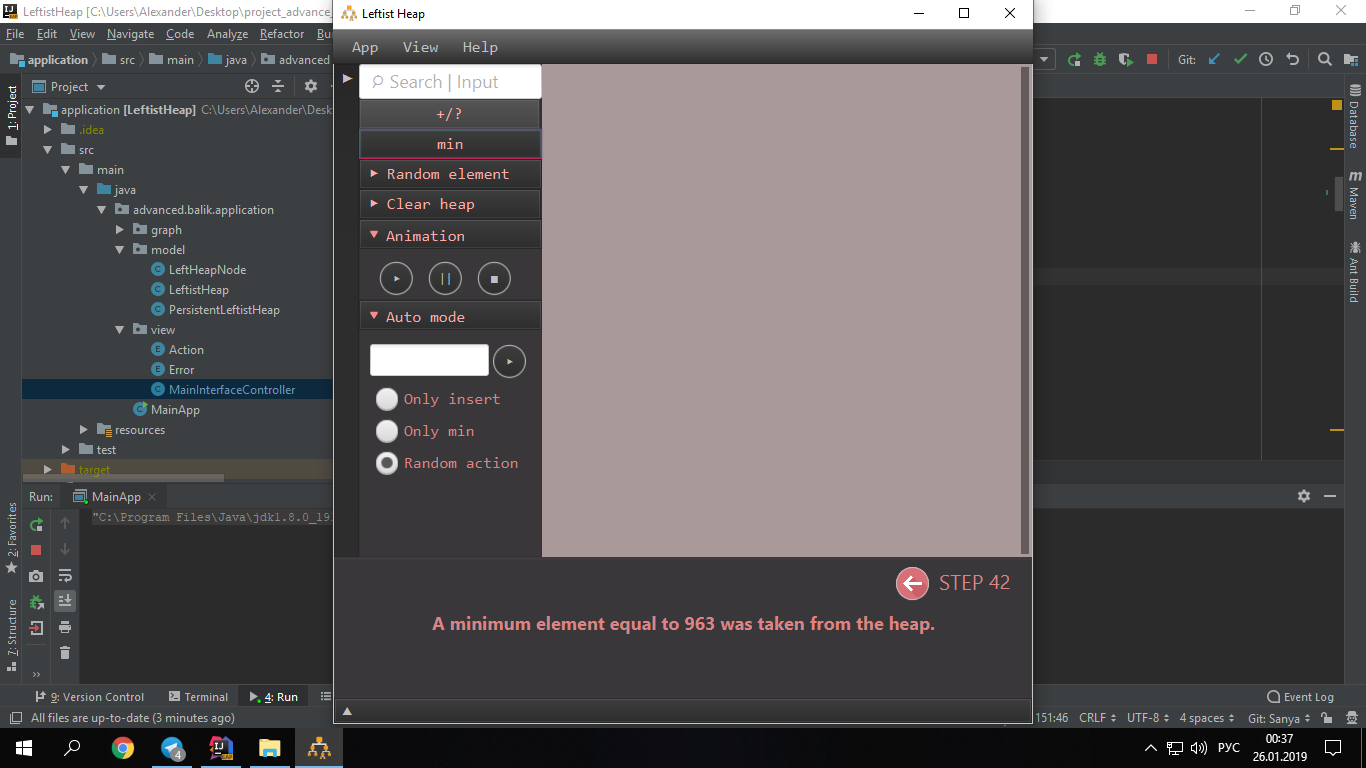 LeftistHeap [C:\Users\Alexander\Desktop\project_advance
Leftist Heap
File Edit View Navigate Code Analyze Refactor
App View Help
application src main java advanced
Git:
Project
Search | Input
application [LeftistHeap] C:\Users\Alexander\Desk
+/?
.idea
src
min
main
Random element
java
Clear heap
advanced.balik.application
graph
Animation
model
LeftHeapNode
LeftistHeap
PersistentLeftistHeap
Auto mode
view
Action
Error
MainInterfaceController
Only insert
MainApp
resources
Only min
test
target
Random action
1: Project
2: Favorites
7: Structure
Database
Maven
Ant Build
Run: MainApp
"C:\Program Files\Java\jdk1.8.0_19
STEP 42
A minimum element equal to 963 was taken from the heap.
9: Version Control Terminal 4: Run
Event Log
All files are up-to-date (3 minutes ago)
151:46 CRLF UTF-8 4 spaces Git: Sanya
4
РУС
00:37
26.01.2019